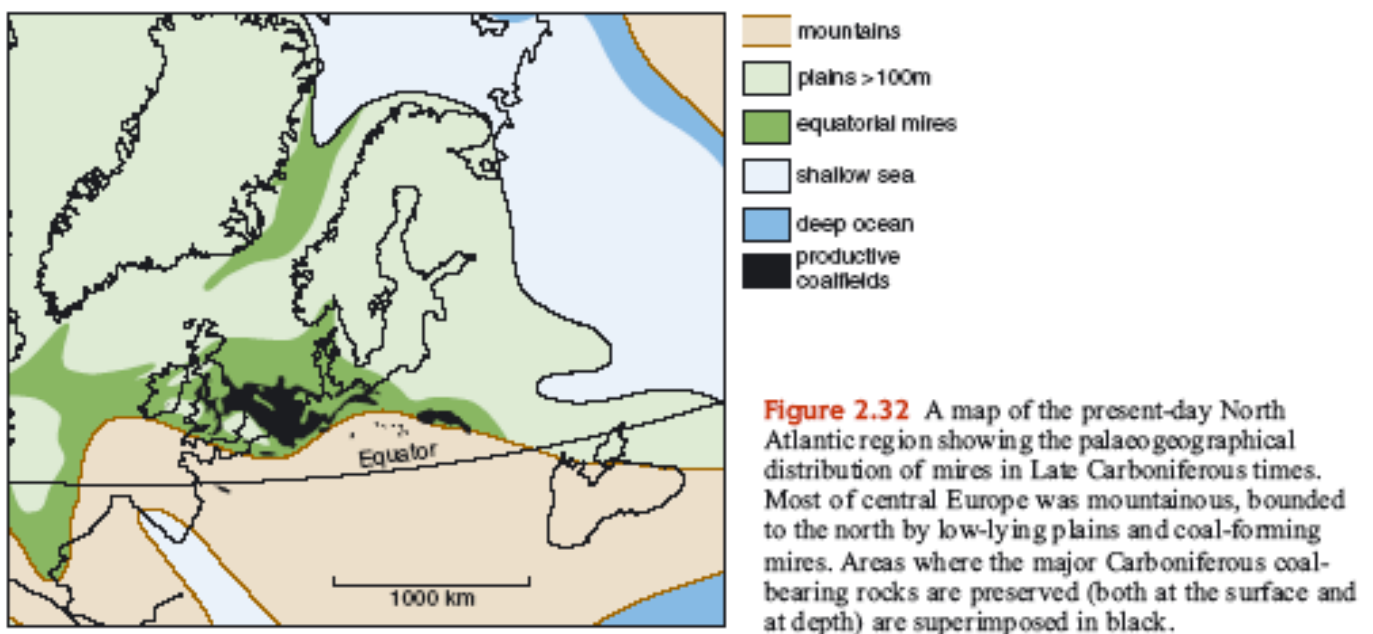 mountains
plains >100m
equatorial mires
shallow sea
deep ocean
productive
coalfields
Equator
1000 km
Figure 2.32 A map of the present-day North
Atlantic region showing the palaeogeographical
distribution of mires in Late Carboniferous times.
Most of central Europe was mountainous, bounded
to the north by low-lying plains and coal-forming
mires. Areas where the major Carboniferous coal-
bearing rocks are preserved (both at the surface and
at depth) are superimposed in black.